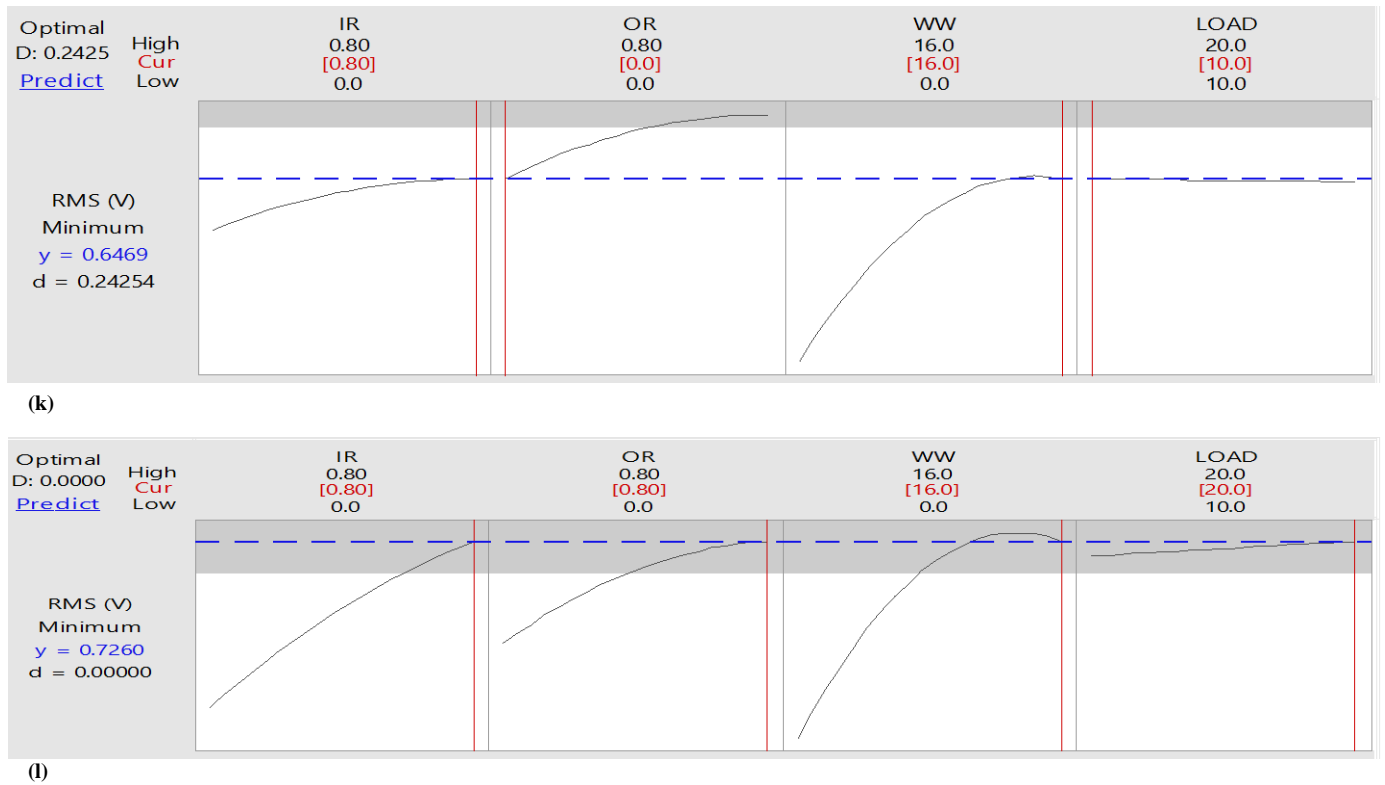 Optimal
D: 0.2425
Predict
High
Cur
Low
IR
0.80
[0.80]
0.0
OR
0.80
[0.0]
0.0
WW
16.0
[16.0]
0.0
LOAD
20.0
[10.0]
10.0
RMS (V)
Minimum
y = 0.6469
d = 0.24254
(k)
Optimal
D: 0.0000
Predict
High
Cur
Low
IR
0.80
[0.80]
0.0
OR
0.80
[0.80]
0.0
WW
16.0
[16.0]
0.0
LOAD
20.0
[20.0]
10.0
RMS (V)
Minimum
y = 0.7260
d = 0.00000
(l)